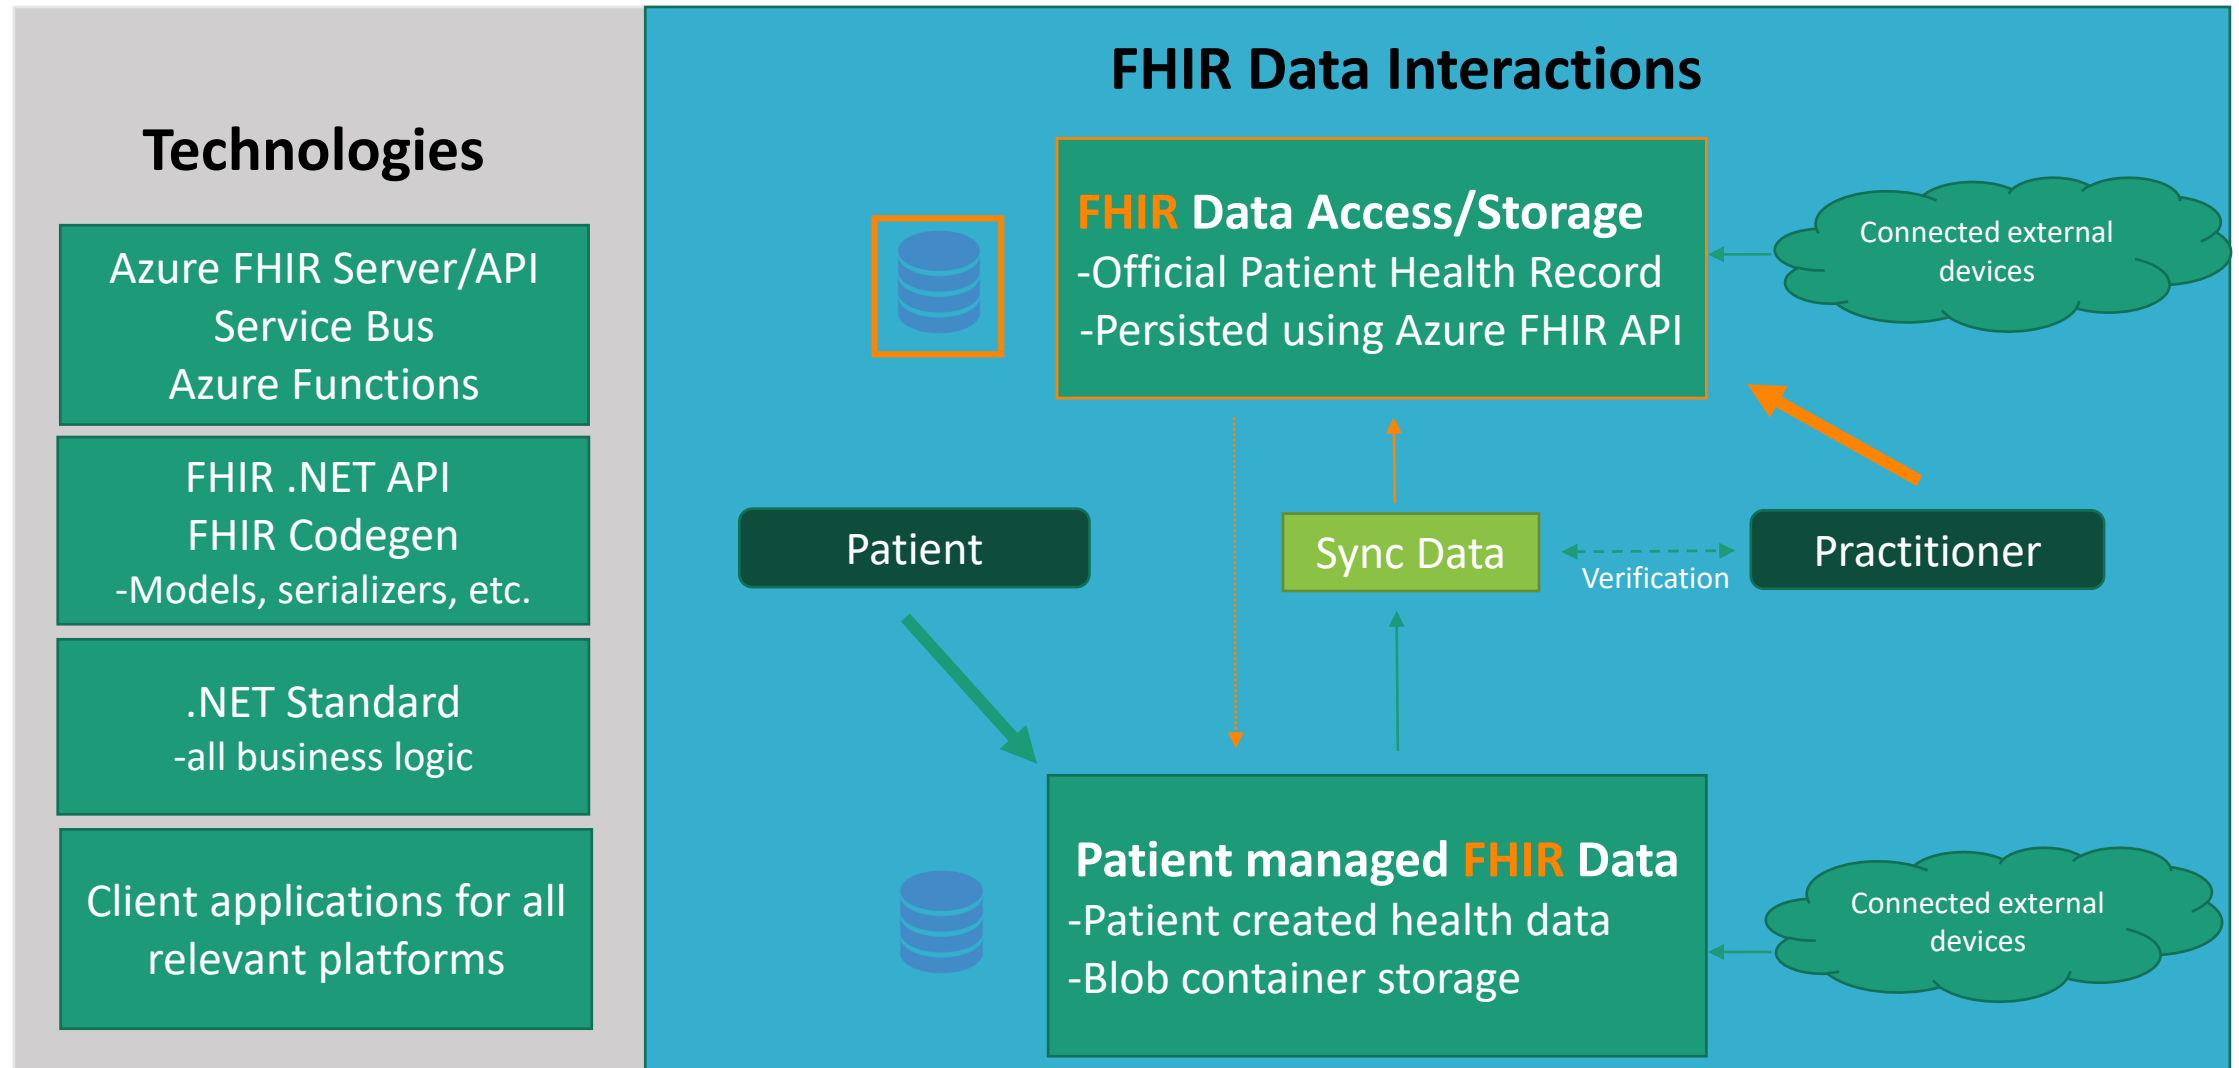 Technologies
Azure FHIR Server/API
Service Bus
Azure Functions
FHIR .NET API
FHIR Codegen
-Models, serializers, etc.
.NET Standard
-all business logic
Client applications for all
relevant platforms
FHIR Data Interactions
FHIR Data Access/Storage
-Official Patient Health Record
-Persisted using Azure FHIR API
Connected external
devices
Patient
Sync Data
Verification
Practitioner
Patient managed FHIR Data
-Patient created health data
-Blob container storage
Connected external
devices